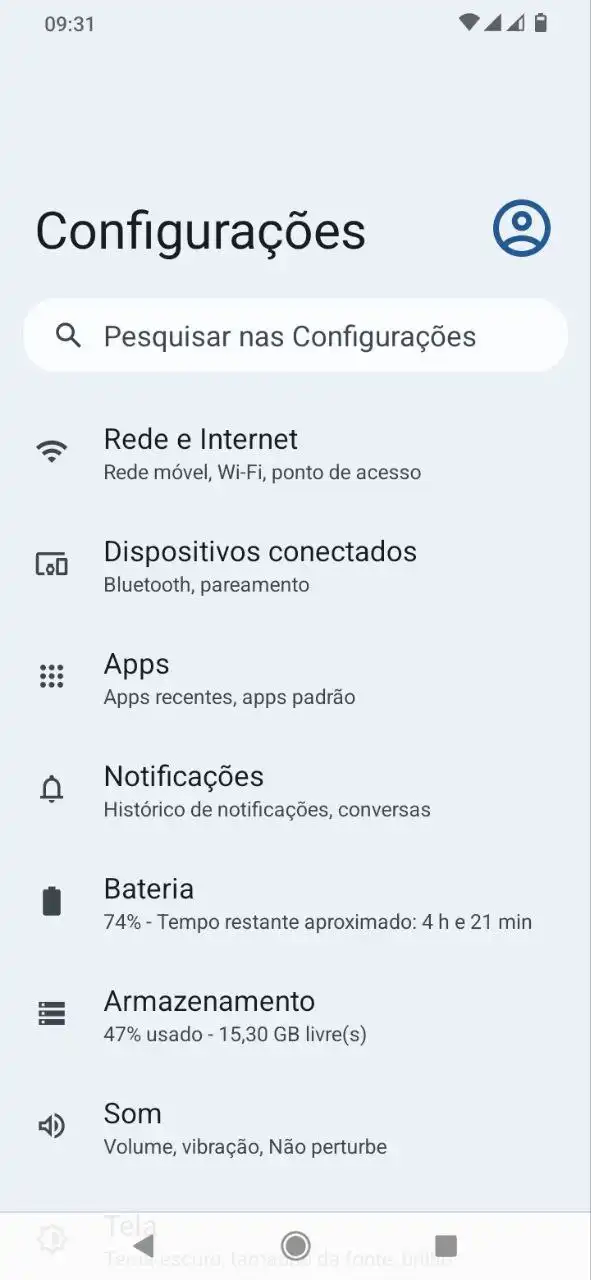 09:31
Configurações
Pesquisar nas Configurações
Rede e Internet
Rede móvel, Wi-Fi, ponto de acesso
Dispositivos conectados
Bluetooth, pareamento
Apps
Apps recentes, apps padrão
Notificações
Histórico de notificações, conversas
Bateria
74% - Tempo restante aproximado: 4 h e 21 min
Armazenamento
47% usado - 15,30 GB livre(s)
Som
Volume, vibração, Não perturbe
Tela
Tema escuro, tamanho da fonte, brilho